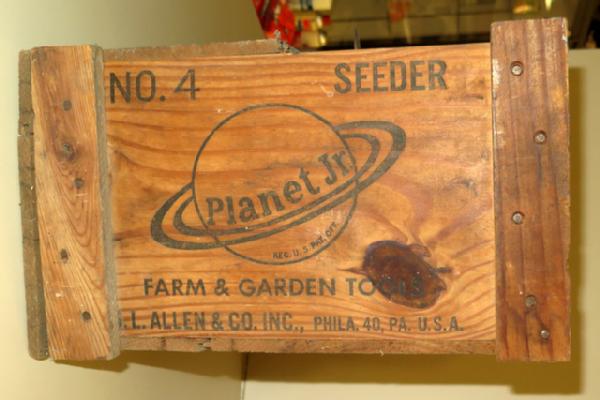 NO. 4 SEEDER
Planet Jr.
REG. U.S. PAT. OFF.
FARM & GARDEN TOOLS
.L. ALLEN & CO. INC., PHILA. 40, PA. U.S.A.